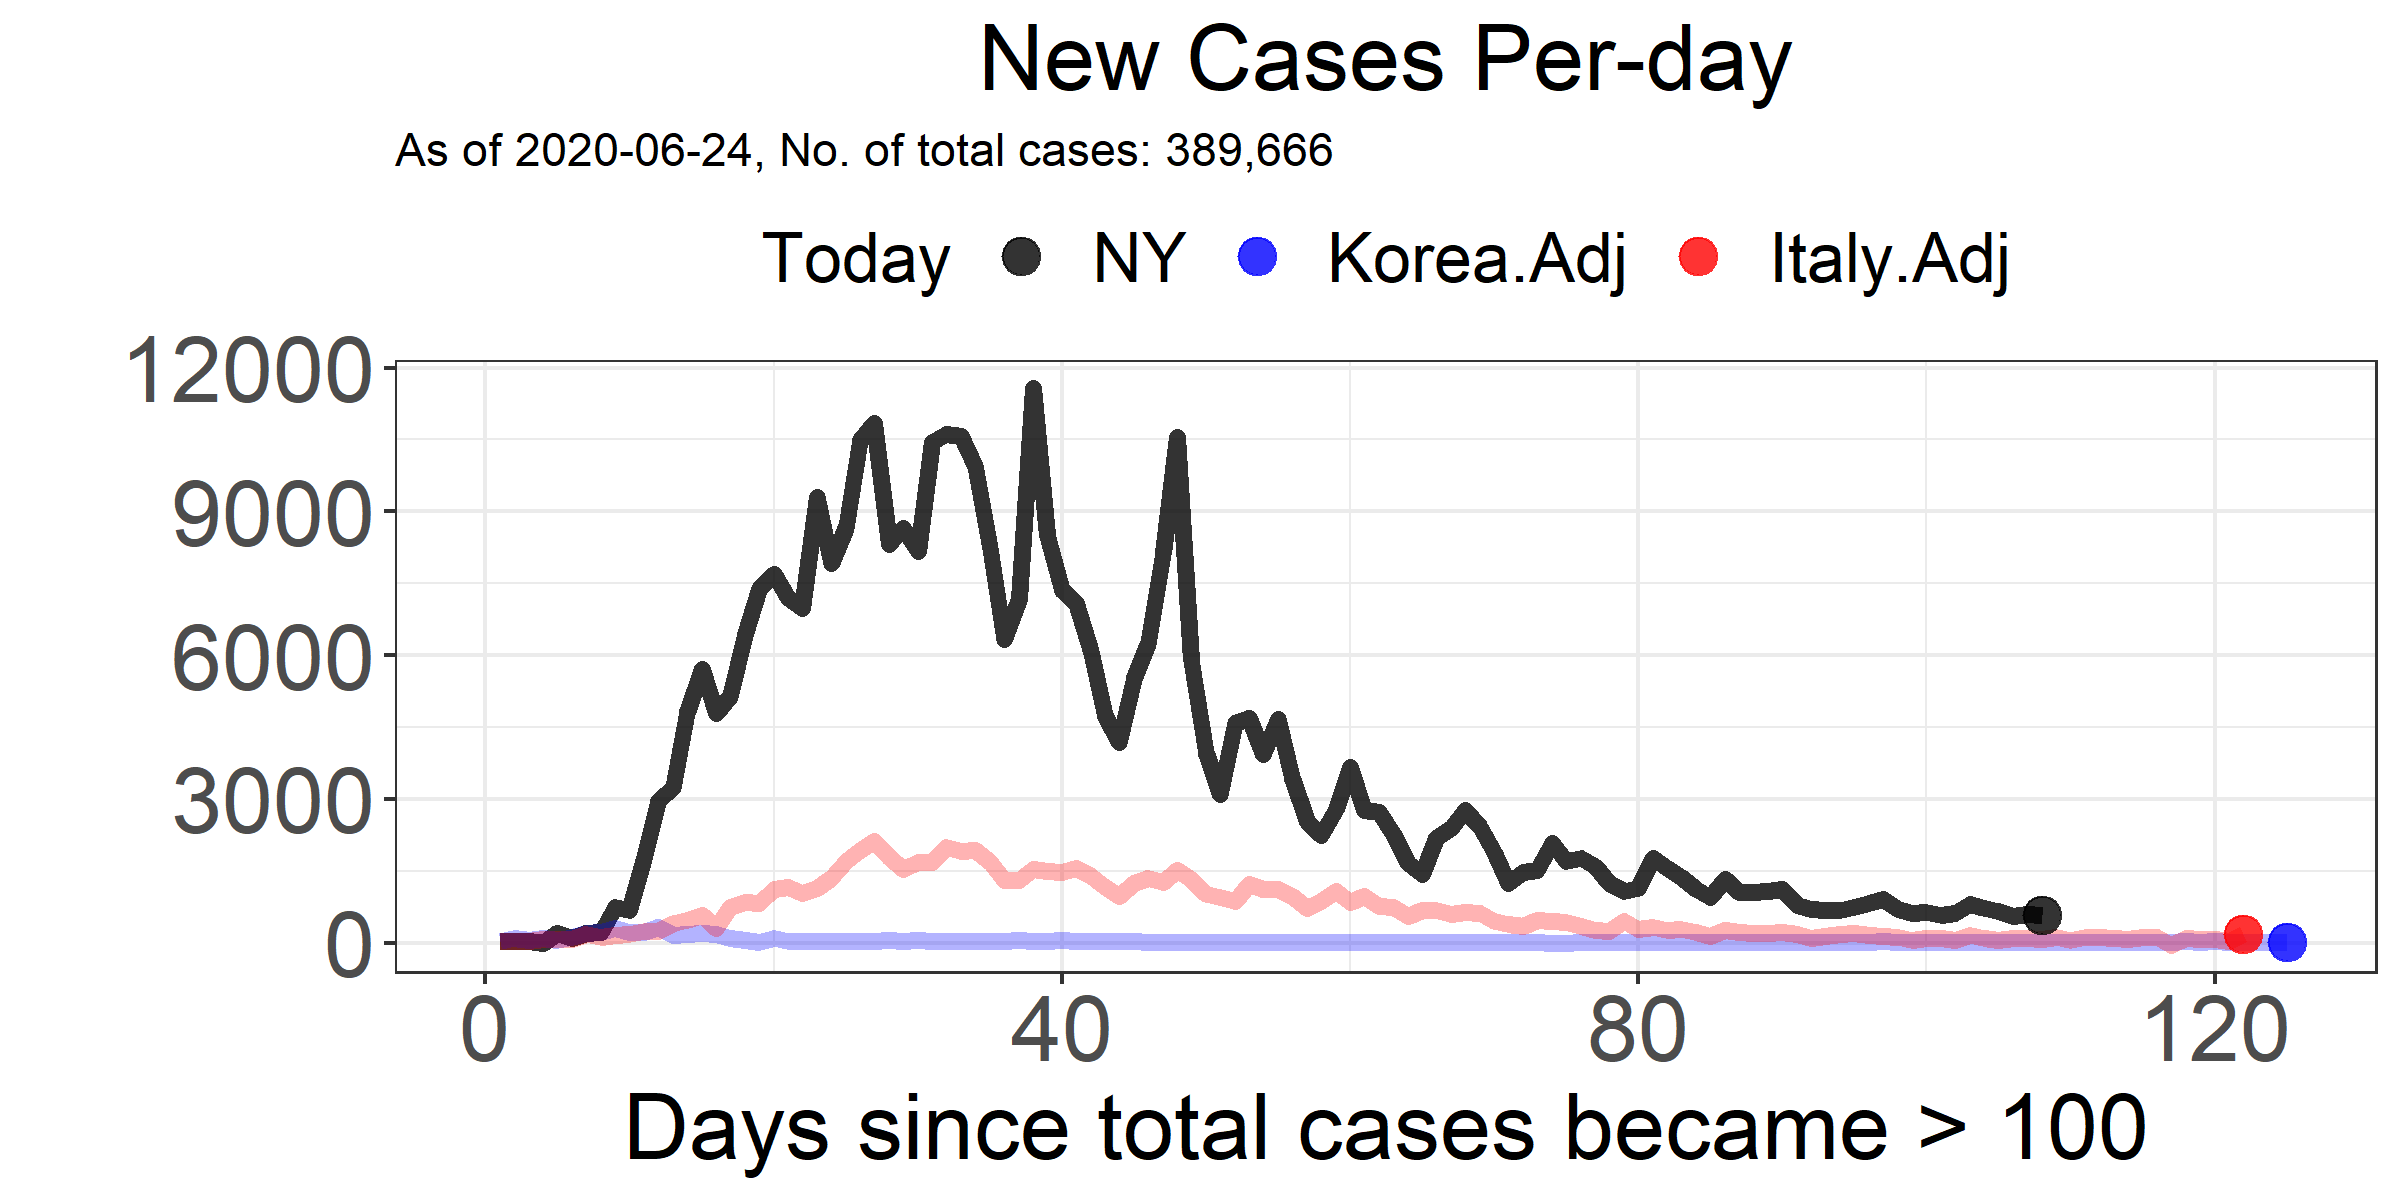 New Cases Per-day
As of 2020-06-24, No. of total cases: 389,666
Today NY Korea.Adj Italy.Adj
12000
9000
6000
3000
0
0 40 80 120
Days since total cases became > 100